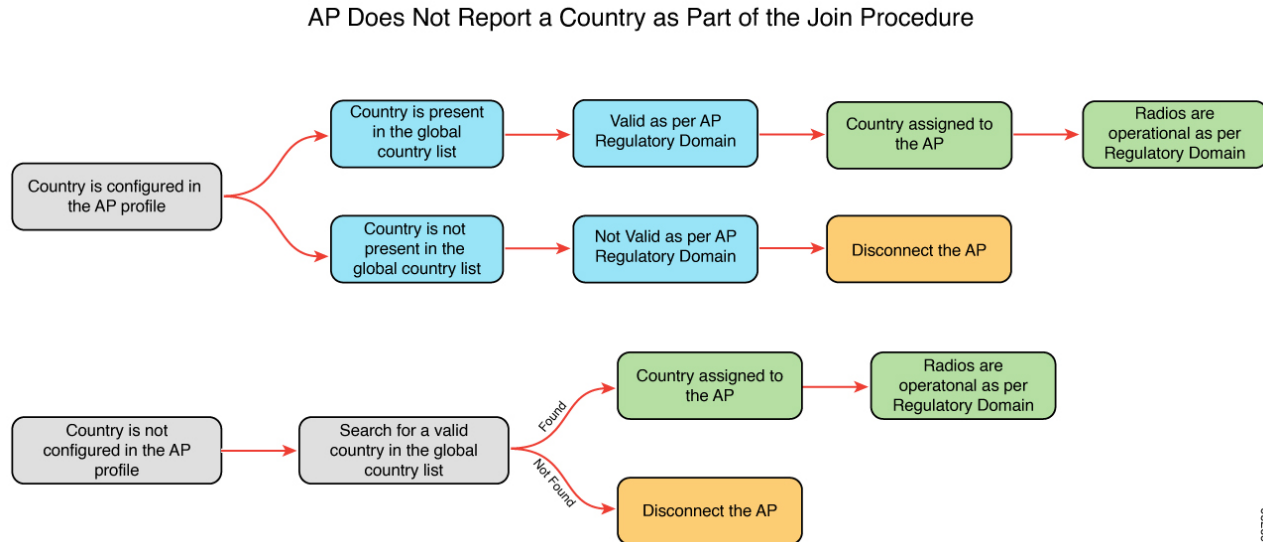 AP Does Not Report a Country as Part of the Join Procedure
Country is configured in
the AP profile
Country is present
in the global
country list
Valid as per AP
Regulatory Domain
Country assigned to
the AP
Radios are
operational as per
Regulatory Domain
Country is not
present in the
global country list
Not Valid as per AP
Regulatory Domain
Disconnect the AP
Country is not
configured in the AP
profile
Search for a valid
country in the global
country list
Found
Country assigned to
the AP
Radios are
operatonal as per
Regulatory Domain
Not Found
Disconnect the AP